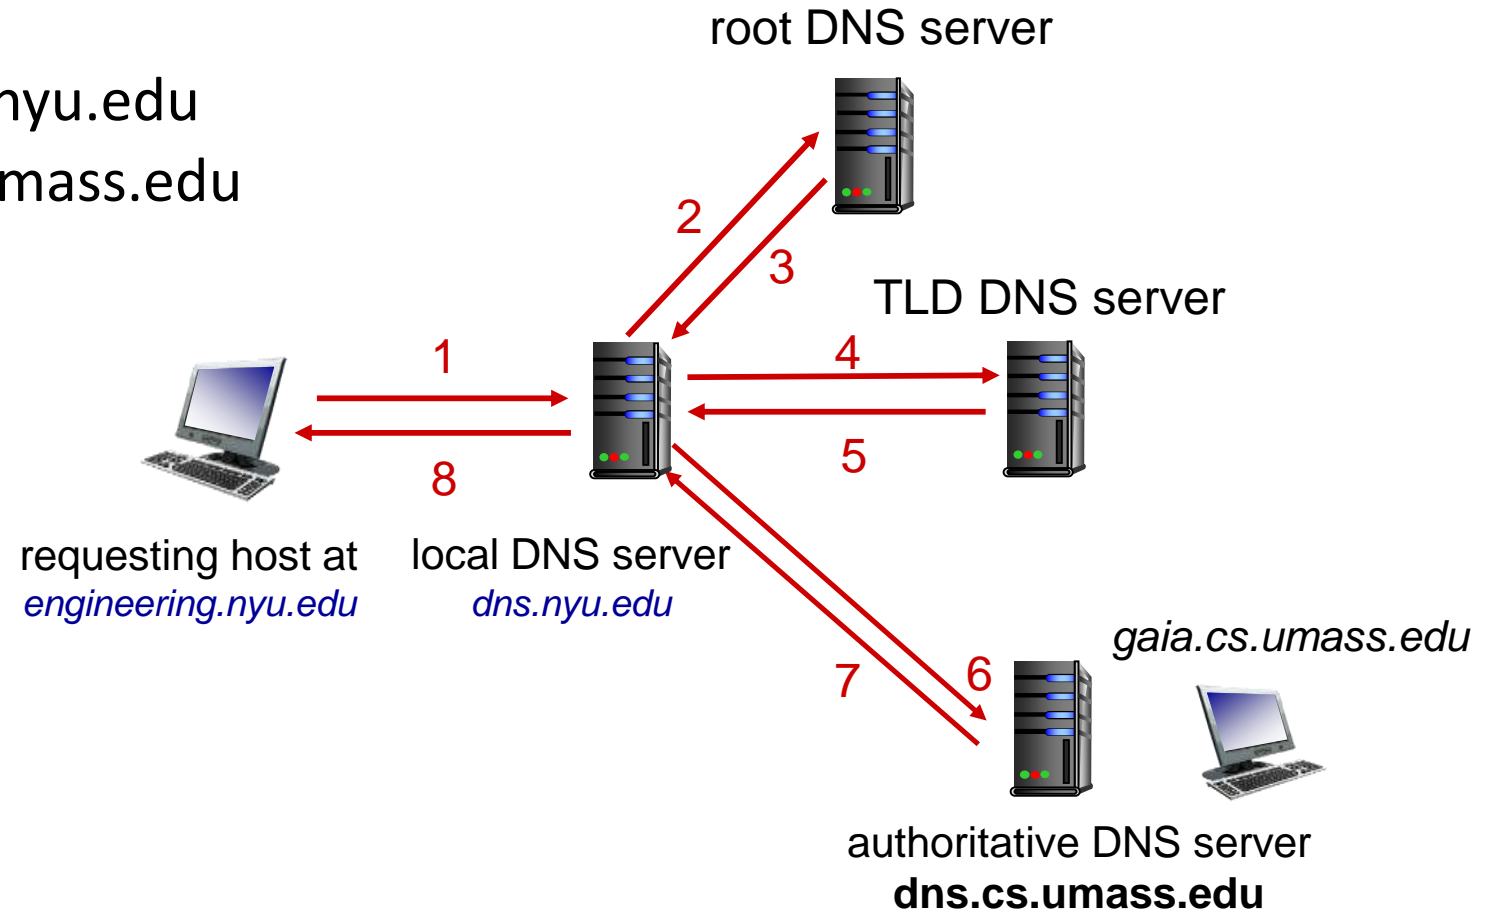 root DNS server
nyu.edu
mass.edu
2
3
TLD DNS server
1
4
8
5
requesting host at
engineering.nyu.edu
local DNS server
dns.nyu.edu
gaia.cs.umass.edu
7
6
authoritative DNS server
dns.cs.umass.edu